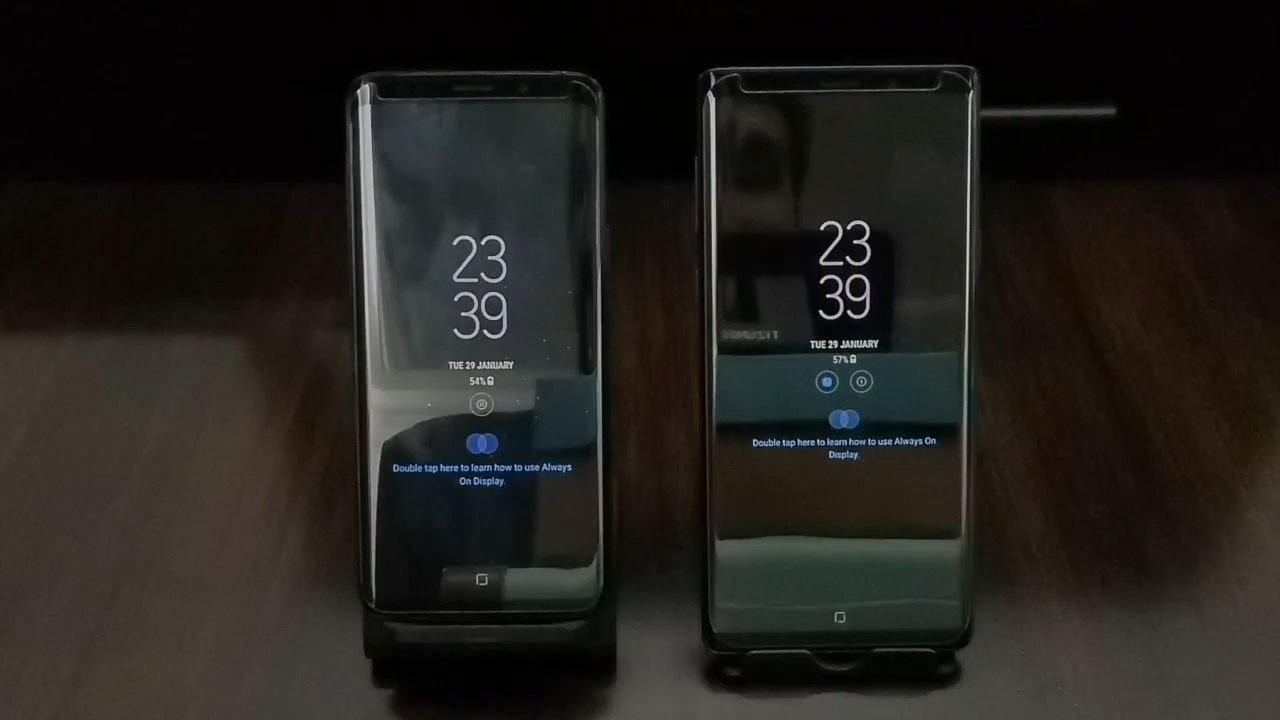 23
39
TUE 29 JANUARY
54%
Double tap here to learn how to use Always
On Display.
23
39
TUE 29 JANUARY
57%
Double tap here to learn how to use Always On
Display.